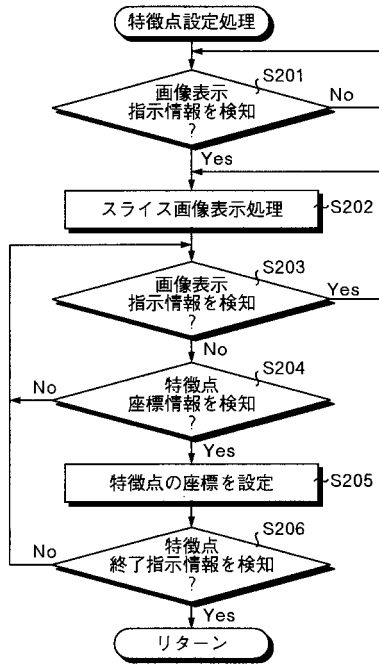 特徴点設定処理
S201
画像表示
指示情報を検知
?
No
Yes
スライス画像表示処理
S202
S203
画像表示
指示情報を検知
?
Yes
No
S204
特徴点
座標情報を検知
?
No
Yes
特徴点の座標を設定
S205
S206
特徴点
終了指示情報を検知
?
No
Yes
リターン